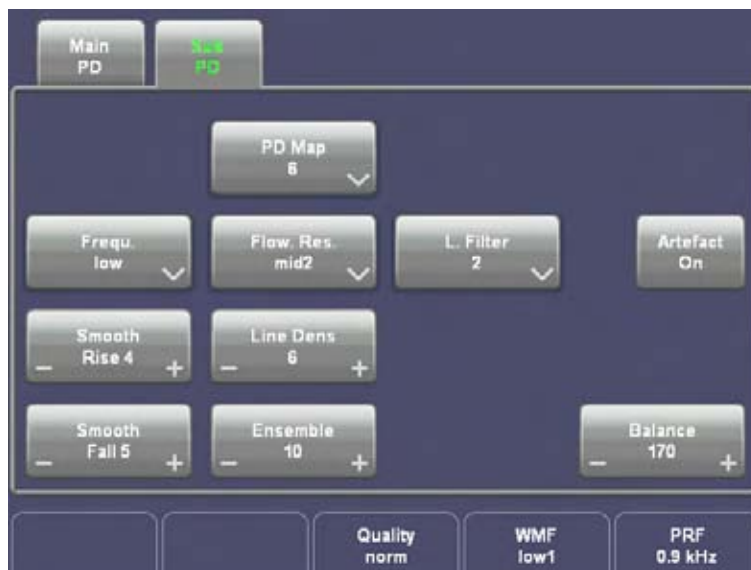 Main
PD
Sub
PD
PD Map
6
Frequ.
low
Flow. Res.
mid2
L. Filter
2
Artefact
On
Smooth
Rise 4
Line Dens
6
Smooth
Fall 5
Ensemble
10
Balance
170
Quality
norm
WMF
low1
PRF
0.9 kHz